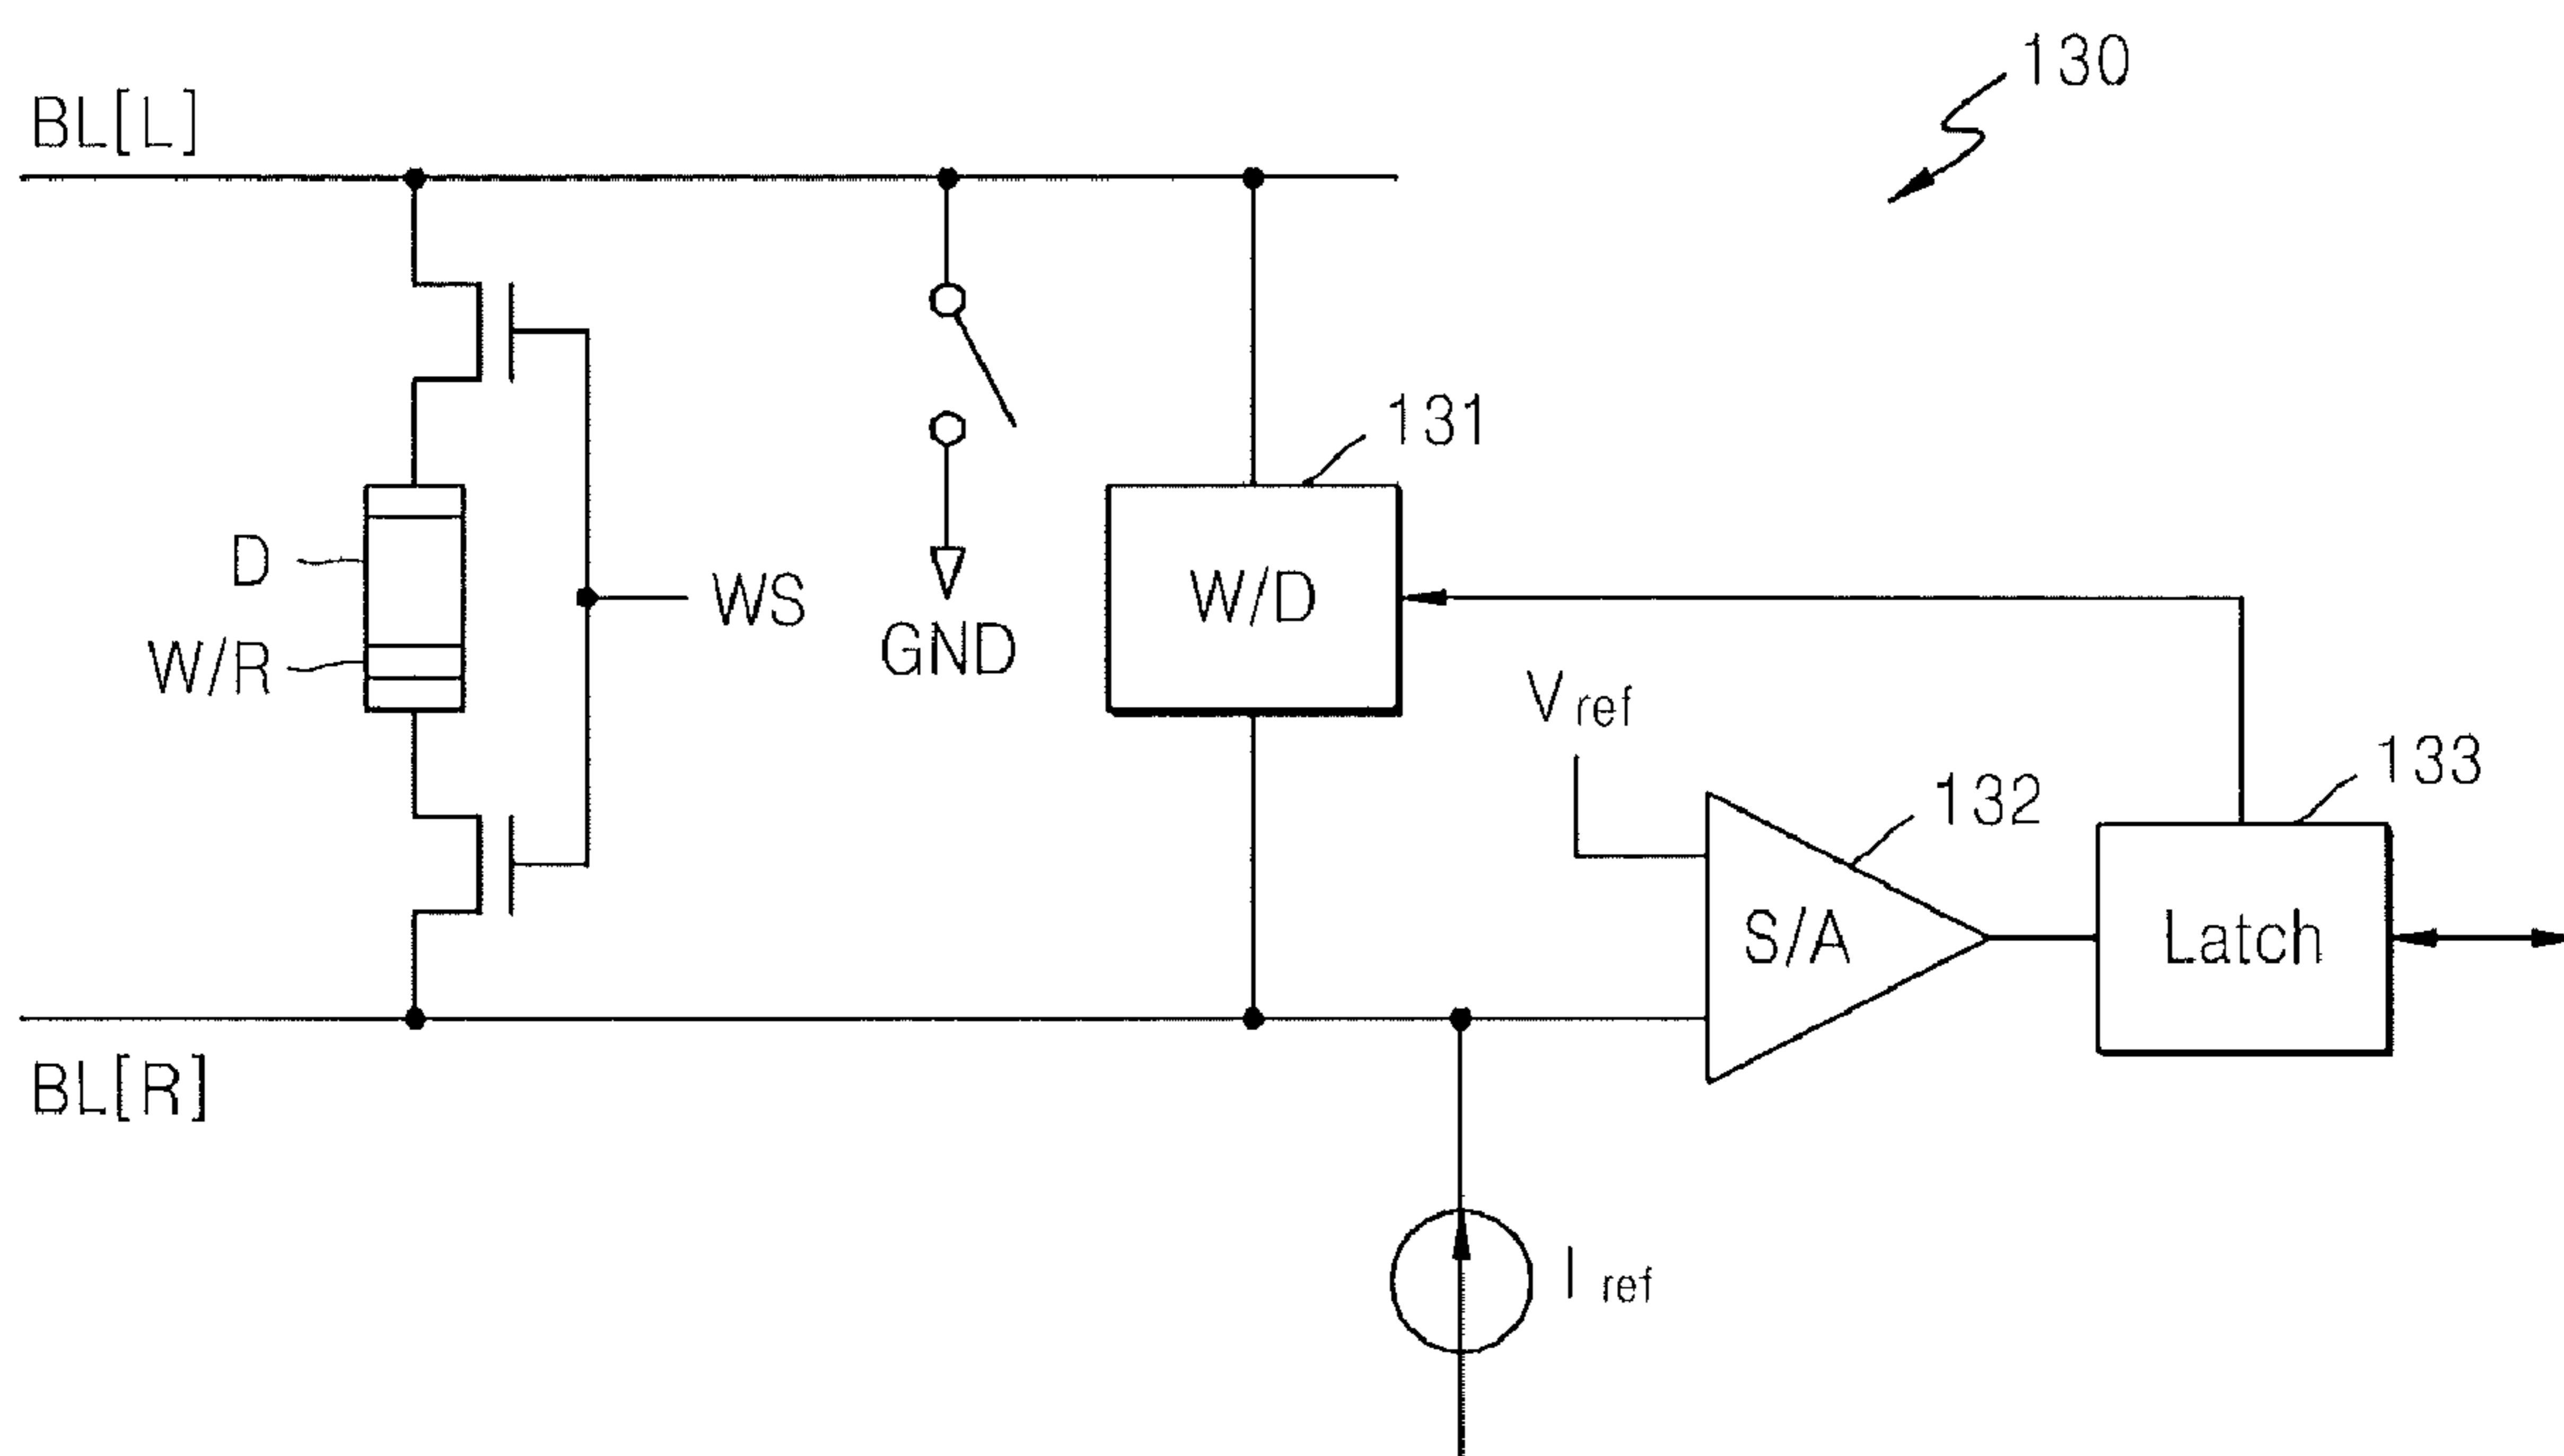 130
BL[L]
131
D
WS
W/D
W/R
GND
Vref
133
132
S/A
Latch
BL[R]
Iref